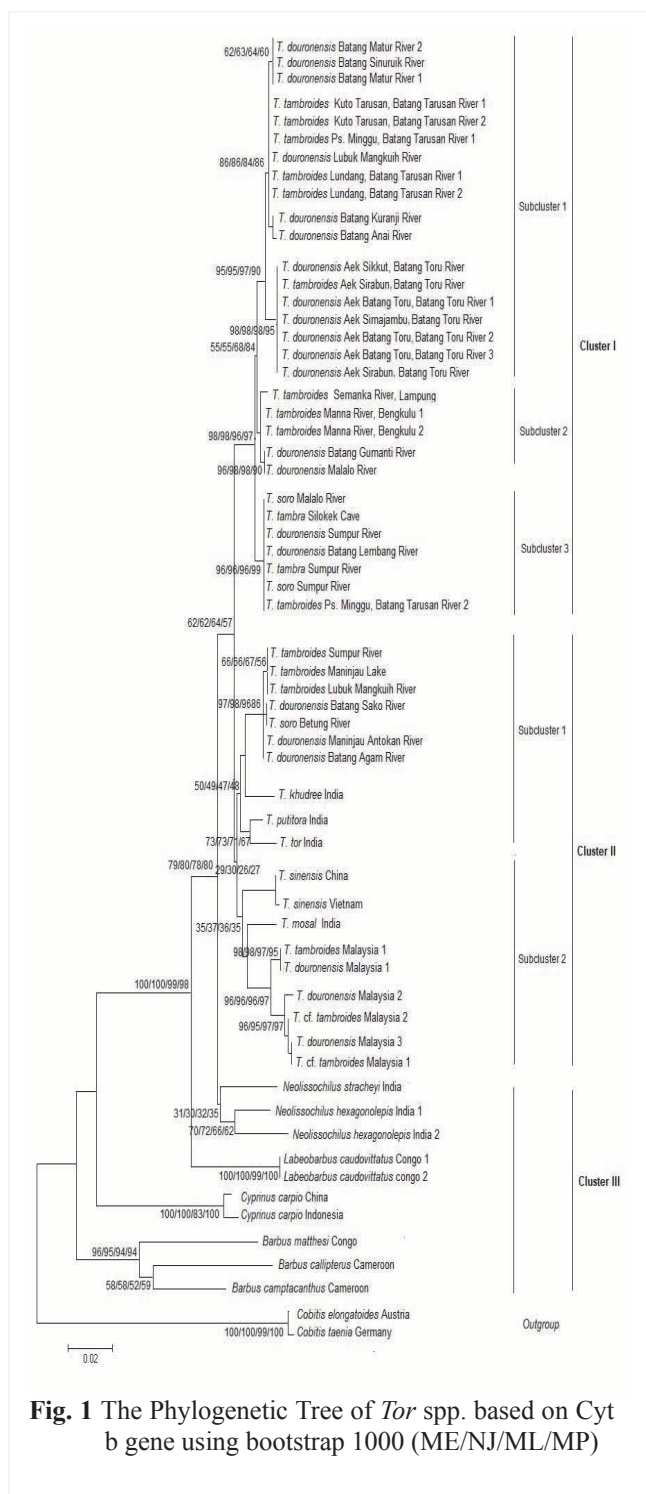 62/63/64/60
T. douronensis Batang Matur River 2
T. douronensis Batang Sinuruik River
T. douronensis Batang Matur River 1
T. tambroides Kuto Tarusan, Batang Tarusan River 1
T. tambroides Kuto Tarusan, Batang Tarusan River 2
T. tambroides Ps. Minggu, Batang Tarusan River 1
86/86/84/86
T. douronensis Lubuk Mangkuih River
T. tambroides Lundang, Batang Tarusan River 1
T. tambroides Lundang, Batang Tarusan River 2
Subcluster 1
T. douronensis Batang Kuranji River
T. douronensis Batang Anai River
95/95/97/90
T. douronensis Aek Sikkut, Batang Toru River
T. tambroides Aek Sirabun, Batang Toru River
T. douronensis Aek Batang Toru, Batang Toru River 1
T. douronensis Aek Simajambu, Batang Toru River
98/98/98/95
T. douronensis Aek Batang Toru, Batang Toru River 2
55/55/68/84
T. douronensis Aek Batang Toru, Batang Toru River 3
T. douronensis Aek Sirabun, Batang Toru River
Cluster I
T. tambroides Semanka River, Lampung
T. tambroides Manna River, Bengkulu 1
T. tambroides Manna River, Bengkulu 2
Subcluster 2
98/98/96/97
T. douronensis Batang Gumanti River
96/98/98/90
T. douronensis Malalo River
T. soro Malalo River
T. tambra Silokek Cave
T. douronensis Sumpur River
T. douronensis Batang Lembang River
Subcluster 3
96/96/96/99
T. tambra Sumpur River
T. soro Sumpur River
T. tambroides Ps. Minggu, Batang Tarusan River 2
62/62/64/57
T. tambroides Sumpur River
66/66/67/56
T. tambroides Maninjau Lake
T. tambroides Lubuk Mangkuih River
97/98/9686
T. douronensis Batang Sako River
T. soro Betung River
Subcluster 1
T. douronensis Maninjau Antokan River
T. douronensis Batang Agam River
50/49/47/48
T. khudree India
T. putitora India
73/73/71/67
T. tor India
Cluster II
79/80/78/80
29/30/26/27
T. sinensis China
T. sinensis Vietnam
35/37/36/35
T. mosal India
98/98/97/95
T. tambroides Malaysia 1
Subcluster 2
T. douronensis Malaysia 1
100/100/99/98
96/96/96/97
T. douronensis Malaysia 2
96/95/97/97
T. cf. tambroides Malaysia 2
T. douronensis Malaysia 3
T. cf. tambroides Malaysia 1
Neolissochilus stracheyi India
31/30/32/35
Neolissochilus hexagonolepis India 1
70/72/66/62
Neolissochilus hexagonolepis India 2
Labeobarbus caudovittatus Congo 1
100/100/99/100
Labeobarbus caudovittatus congo 2
Cluster III
Cyprinus carpio China
100/100/83/100
Cyprinus carpio Indonesia
Barbus matthesi Congo
96/95/94/94
Barbus callipterus Cameroon
58/58/52/59
Barbus camptacanthus Cameroon
Cobitis elongatoides Austria
Outgroup
100/100/99/100
Cobitis taenia Germany
0.02
Fig. 1 The Phylogenetic Tree of Tor spp. based on Cyt
b gene using bootstrap 1000 (ME/NJ/ML/MP)